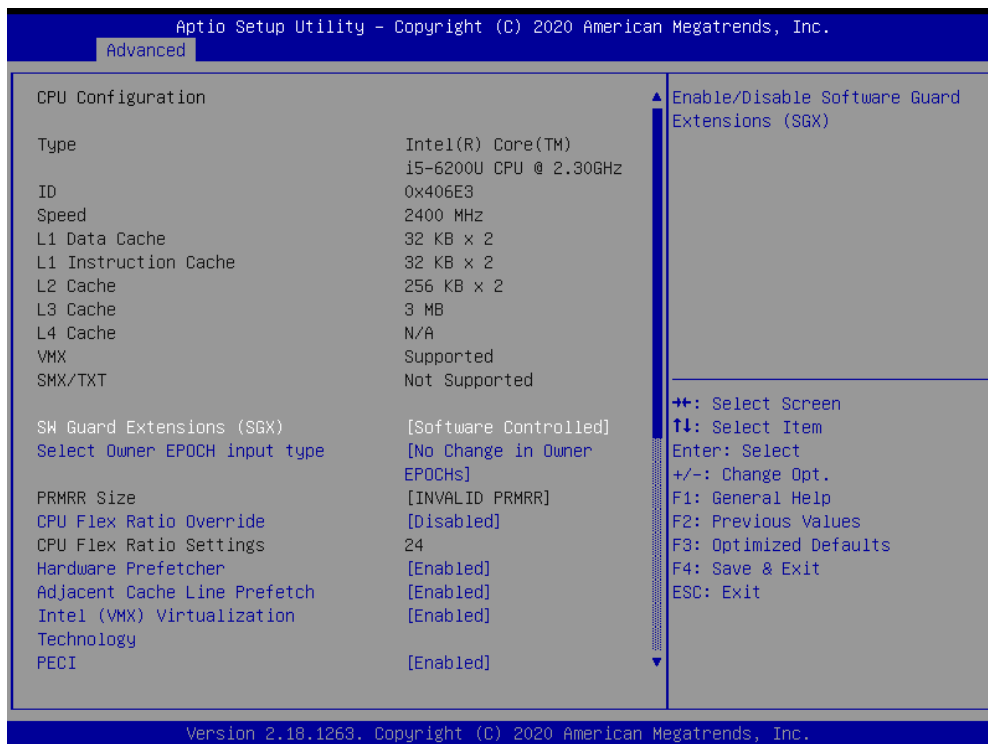 Aptio Setup Utility – Copyright (C) 2020 American Megatrends, Inc.
Advanced
CPU Configuration
Type Intel(R) Core(TM)
i5-6200U CPU @ 2.30GHz
ID 0x406E3
Speed 2400 MHz
L1 Data Cache 32 KB x 2
L1 Instruction Cache 32 KB x 2
L2 Cache 256 KB x 2
L3 Cache 3 MB
L4 Cache N/A
VMX Supported
SMX/TXT Not Supported
SW Guard Extensions (SGX) [Software Controlled]
Select Owner EPOCH input type [No Change in Owner
EPOCHs]
PRMRR Size [INVALID PRMRR]
CPU Flex Ratio Override [Disabled]
CPU Flex Ratio Settings 24
Hardware Prefetcher [Enabled]
Adjacent Cache Line Prefetch [Enabled]
Intel (VMX) Virtualization [Enabled]
Technology
PECI [Enabled]
Enable/Disable Software Guard
Extensions (SGX)
→←: Select Screen
↑↓: Select Item
Enter: Select
+/-: Change Opt.
F1: General Help
F2: Previous Values
F3: Optimized Defaults
F4: Save & Exit
ESC: Exit
Version 2.18.1263. Copyright (C) 2020 American Megatrends, Inc.